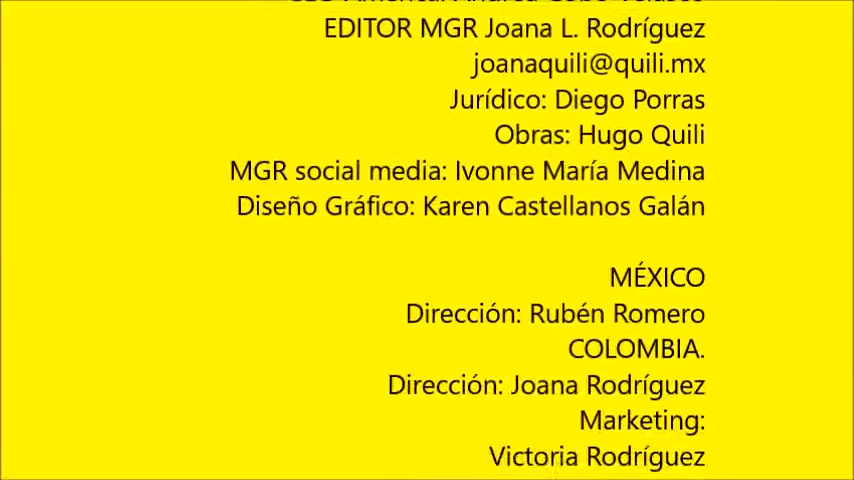 EDITOR MGR Joana L. Rodríguez
joanaquili@quili.mx
Jurídico: Diego Porras
Obras: Hugo Quili
MGR social media: Ivonne María Medina
Diseño Gráfico: Karen Castellanos Galán
MÉXICO
Dirección: Rubén Romero
COLOMBIA.
Dirección: Joana Rodríguez
Marketing:
Victoria Rodríguez